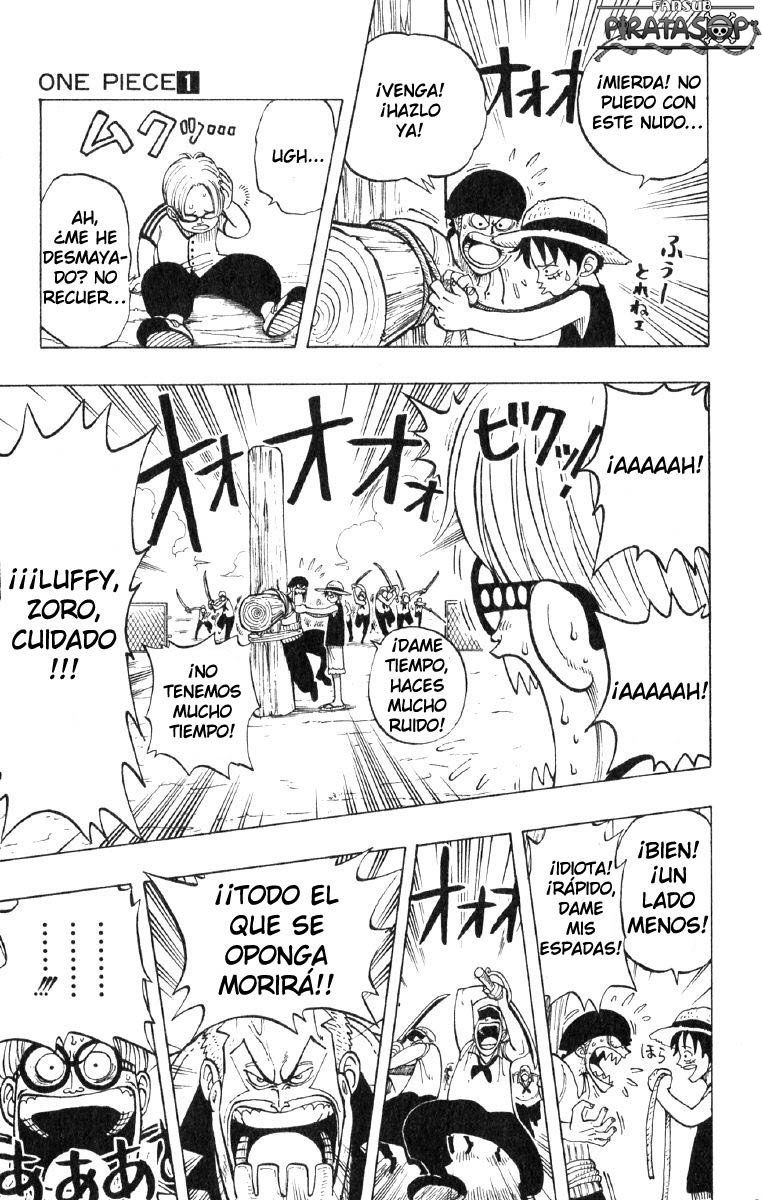 FANSUB
PIRATASOP
ONE PIECE 1
¡MIERDA! NO
PUEDO CON
ESTE NUDO...
オオオ
¡VENGA!
¡HAZLO
YA!
ふぅー
とれねェ
UGH...
ムクッ…
AH,
¿ME HE
DESMAYA-
DO? NO
RECUER...
¡AAAAAH!
ビクッ!
¡AAAAAH!
オオオオオ
¡DAME
TIEMPO,
HACES
MUCHO
RUIDO!
¡NO
TENEMOS
MUCHO
TIEMPO!
¡¡¡LUFFY,
ZORO,
CUIDADO
!!!
¡BIEN!
¡UN
LADO
MENOS!
¡IDIOTA!
¡RÁPIDO,
DAME
MIS
ESPADAS!
ほら
オオオ
¡¡TODO EL
QUE SE
OPONGA
MORIRÁ!!
!!!
あああ